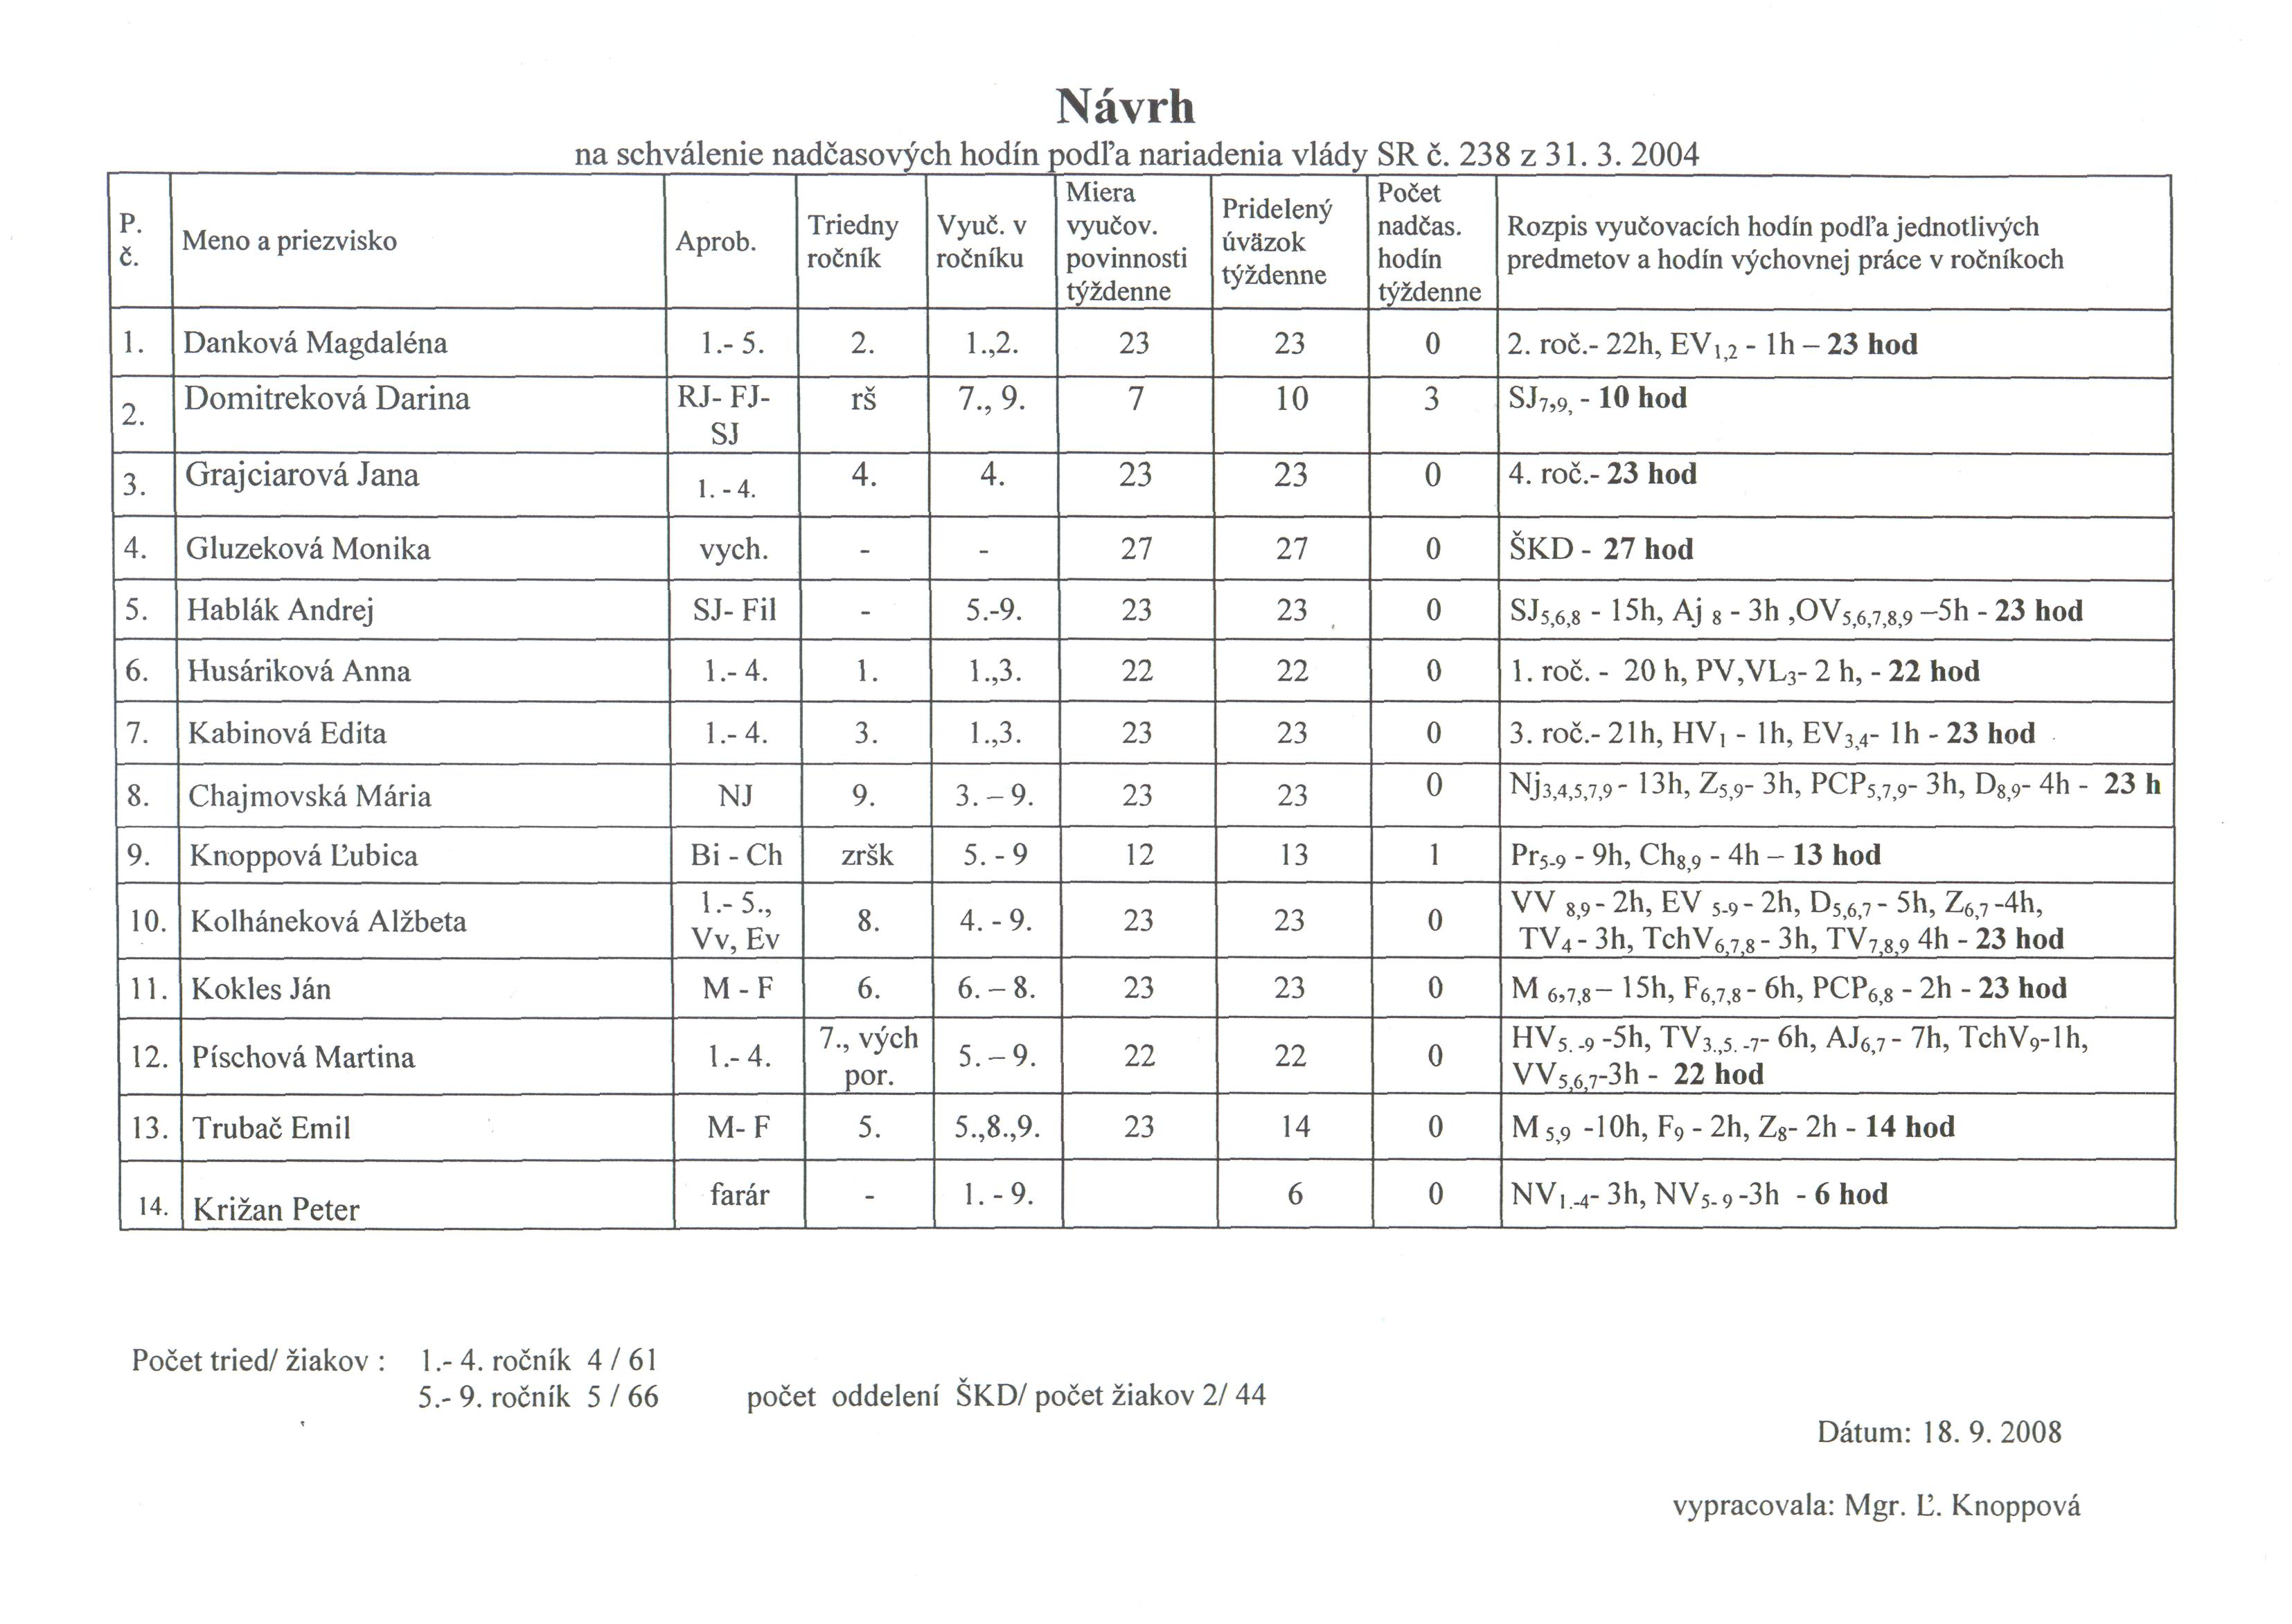 Návrh
na schválenie nadčasových hodín podľa nariadenia vlády SR č. 238 z 31. 3. 2004
P. č. Meno a priezvisko Aprob. Triedny ročník Vyuč. v ročníku Miera vyučov. povinnosti týždenne Pridelený úväzok týždenne Počet nadčas. hodín týždenne Rozpis vyučovacích hodín podľa jednotlivých predmetov a hodín výchovnej práce v ročníkoch
1. Danková Magdaléna 1.- 5. 2. 1.,2. 23 23 0 2. roč.- 22h, EV1,2 - 1h – 23 hod
2. Domitreková Darina RJ- FJ- SJ rš 7., 9. 7 10 3 SJ7,9, - 10 hod
3. Grajciarová Jana 1. - 4. 4. 4. 23 23 0 4. roč.- 23 hod
4. Gluzeková Monika vych. - - 27 27 0 ŠKD - 27 hod
5. Hablák Andrej SJ- Fil - 5.-9. 23 23 0 SJ5,6,8 - 15h, Aj 8 - 3h ,OV5,6,7,8,9 –5h - 23 hod
6. Husáriková Anna 1.- 4. 1. 1.,3. 22 22 0 1. roč. - 20 h, PV,VL3- 2 h, - 22 hod
7. Kabinová Edita 1.- 4. 3. 1.,3. 23 23 0 3. roč.- 21h, HV1 - 1h, EV3,4- 1h - 23 hod
8. Chajmovská Mária NJ 9. 3. – 9. 23 23 0 Nj3,4,5,7,9 - 13h, Z5,9- 3h, PCP5,7,9- 3h, D8,9- 4h - 23 h
9. Knoppová Ľubica Bi - Ch zršk 5. - 9 12 13 1 Pr5-9 - 9h, Ch8,9 - 4h – 13 hod
10. Kolháneková Alžbeta 1.- 5., Vv, Ev 8. 4. - 9. 23 23 0 VV 8,9 - 2h, EV 5-9 - 2h, D5,6,7 - 5h, Z6,7 -4h,
TV4 - 3h, TchV6,7,8 - 3h, TV7,8,9 4h - 23 hod
11. Kokles Ján M - F 6. 6. – 8. 23 23 0 M 6,7,8 – 15h, F6,7,8 - 6h, PCP6,8 - 2h - 23 hod
12. Píschová Martina 1.- 4. 7., vých por. 5. – 9. 22 22 0 HV5. -9 -5h, TV3.,5. -7- 6h, AJ6,7 - 7h, TchV9-1h,
VV5,6,7-3h - 22 hod
13. Trubač Emil M- F 5. 5.,8.,9. 23 14 0 M 5,9 -10h, F9 - 2h, Z8- 2h - 14 hod
14. Križan Peter farár - 1. - 9. 6 0 NV1.-4- 3h, NV5- 9 -3h - 6 hod
Počet tried/ žiakov : 1.- 4. ročník 4 / 61
5.- 9. ročník 5 / 66 počet oddelení ŠKD/ počet žiakov 2/ 44
Dátum: 18. 9. 2008
vypracovala: Mgr. Ľ. Knoppová